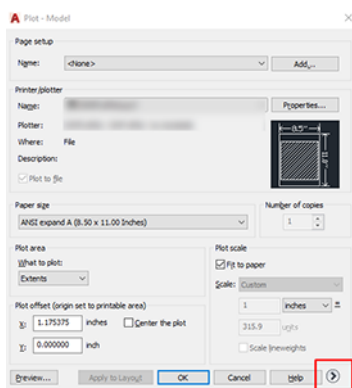 Plot - Model
Page setup
Name: <None> Add...
Printer/plotter
Name: Properties...
Plotter:
Where: File
Description:
Plot to file
8.5"
11.0"
Paper size
ANSI expand A (8.50 x 11.00 Inches)
Number of copies
1
Plot area
What to plot:
Extents
Plot scale
Fit to paper
Scale: Custom
1 inches =
315.9 units
Scale lineweights
Plot offset (origin set to printable area)
X: 1.175375 inches Center the plot
Y: 0.000000 inch
Preview... Apply to Layout OK Cancel Help